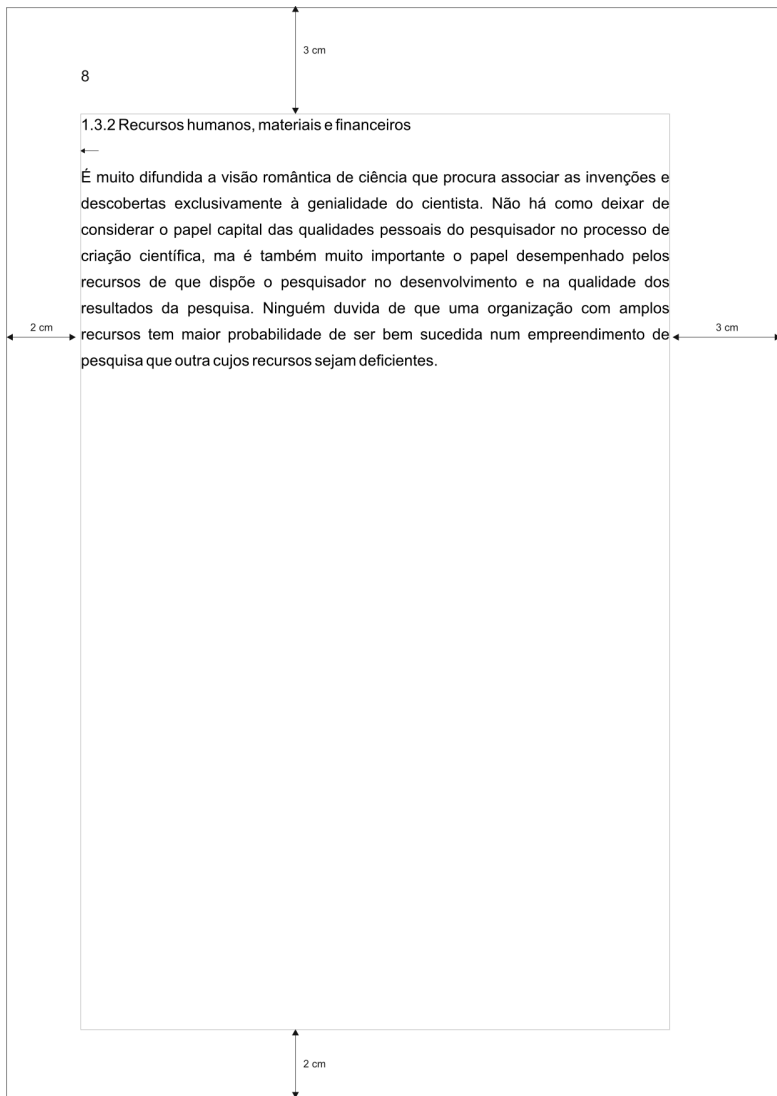 3 cm
8
1.3.2 Recursos humanos, materiais e financeiros
É muito difundida a visão romântica de ciência que procura associar as invenções e
descobertas exclusivamente à genialidade do cientista. Não há como deixar de
considerar o papel capital das qualidades pessoais do pesquisador no processo de
criação científica, ma é também muito importante o papel desempenhado pelos
recursos de que dispõe o pesquisador no desenvolvimento e na qualidade dos
resultados da pesquisa. Ninguém duvida de que uma organização com amplos
2 cm
recursos tem maior probabilidade de ser bem sucedida num empreendimento de
3 cm
pesquisa que outra cujos recursos sejam deficientes.
2 cm